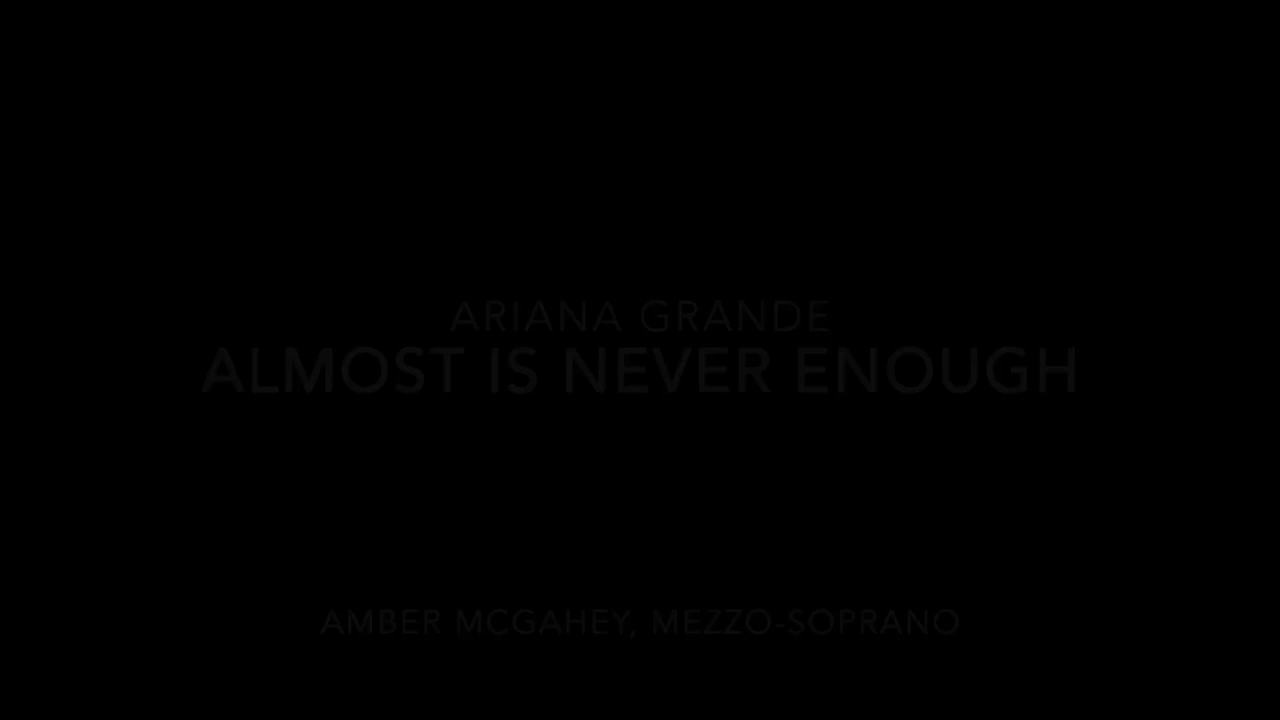 ARIANA GRANDE
ALMOST IS NEVER ENOUGH
AMBER MCGAHEY, MEZZO-SOPRANO